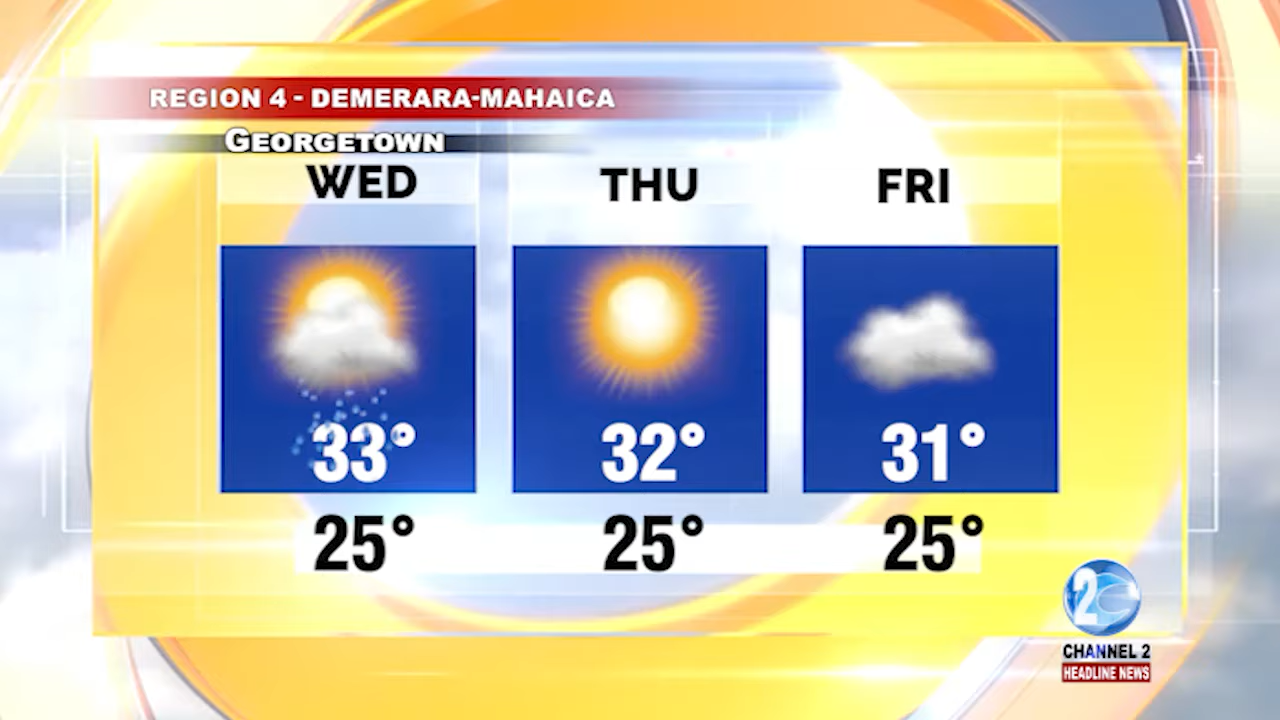 REGION 4 - DEMERARA-MAHAICA
GEORGETOWN
WED THU FRI
33° 32° 31°
25° 25° 25°
2
CHANNEL 2
HEADLINE NEWS